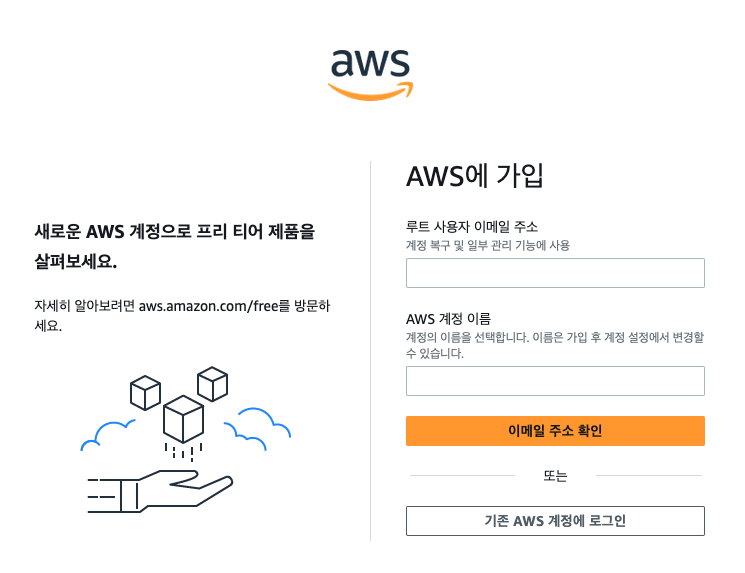 aws
새로운 AWS 계정으로 프리 티어 제품을
살펴보세요.
자세히 알아보려면 aws.amazon.com/free를 방문하
세요.
AWS에 가입
루트 사용자 이메일 주소
계정 복구 및 일부 관리 기능에 사용
AWS 계정 이름
계정의 이름을 선택합니다. 이름은 가입 후 계정 설정에서 변경할
수 있습니다.
이메일 주소 확인
또는
기존 AWS 계정에 로그인